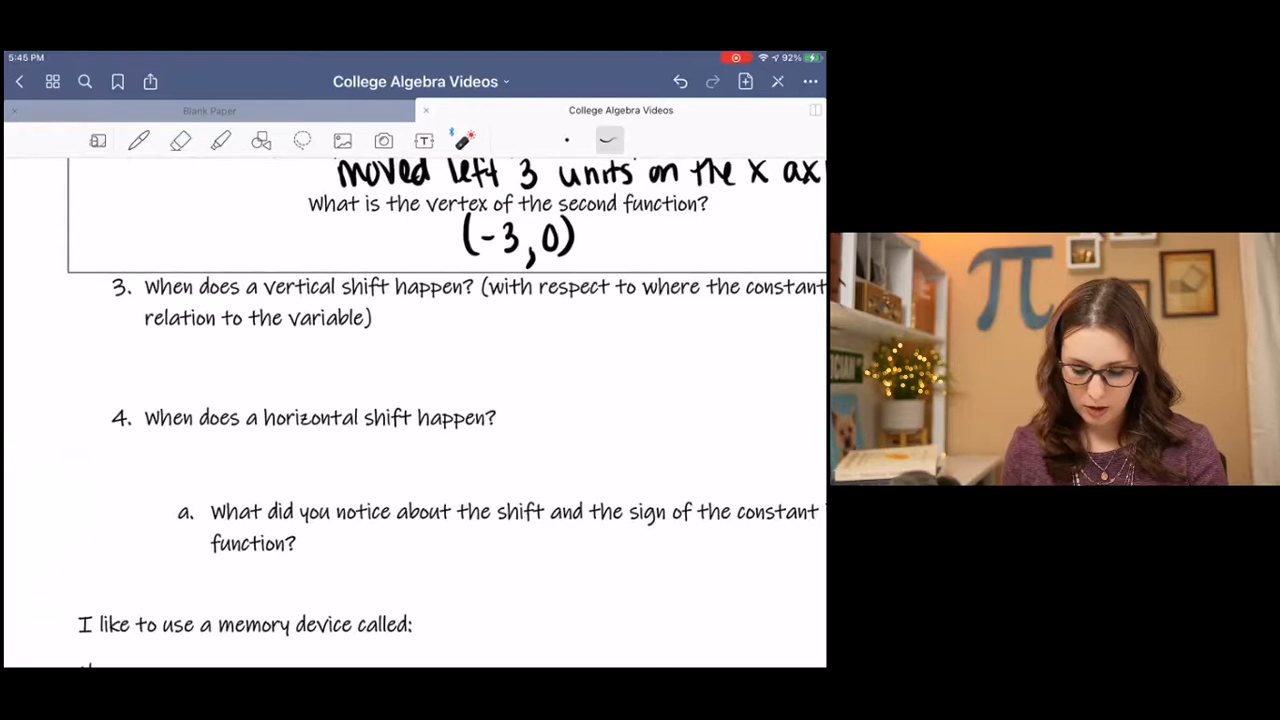 5:45 PM
92%
College Algebra Videos
Blank Paper
College Algebra Videos
moved left 3 units on the x ax
What is the vertex of the second function?
(-3,0)
3. When does a vertical shift happen? (with respect to where the constant
relation to the variable)
4. When does a horizontal shift happen?
a. What did you notice about the shift and the sign of the constant
function?
I like to use a memory device called:
ICIAN